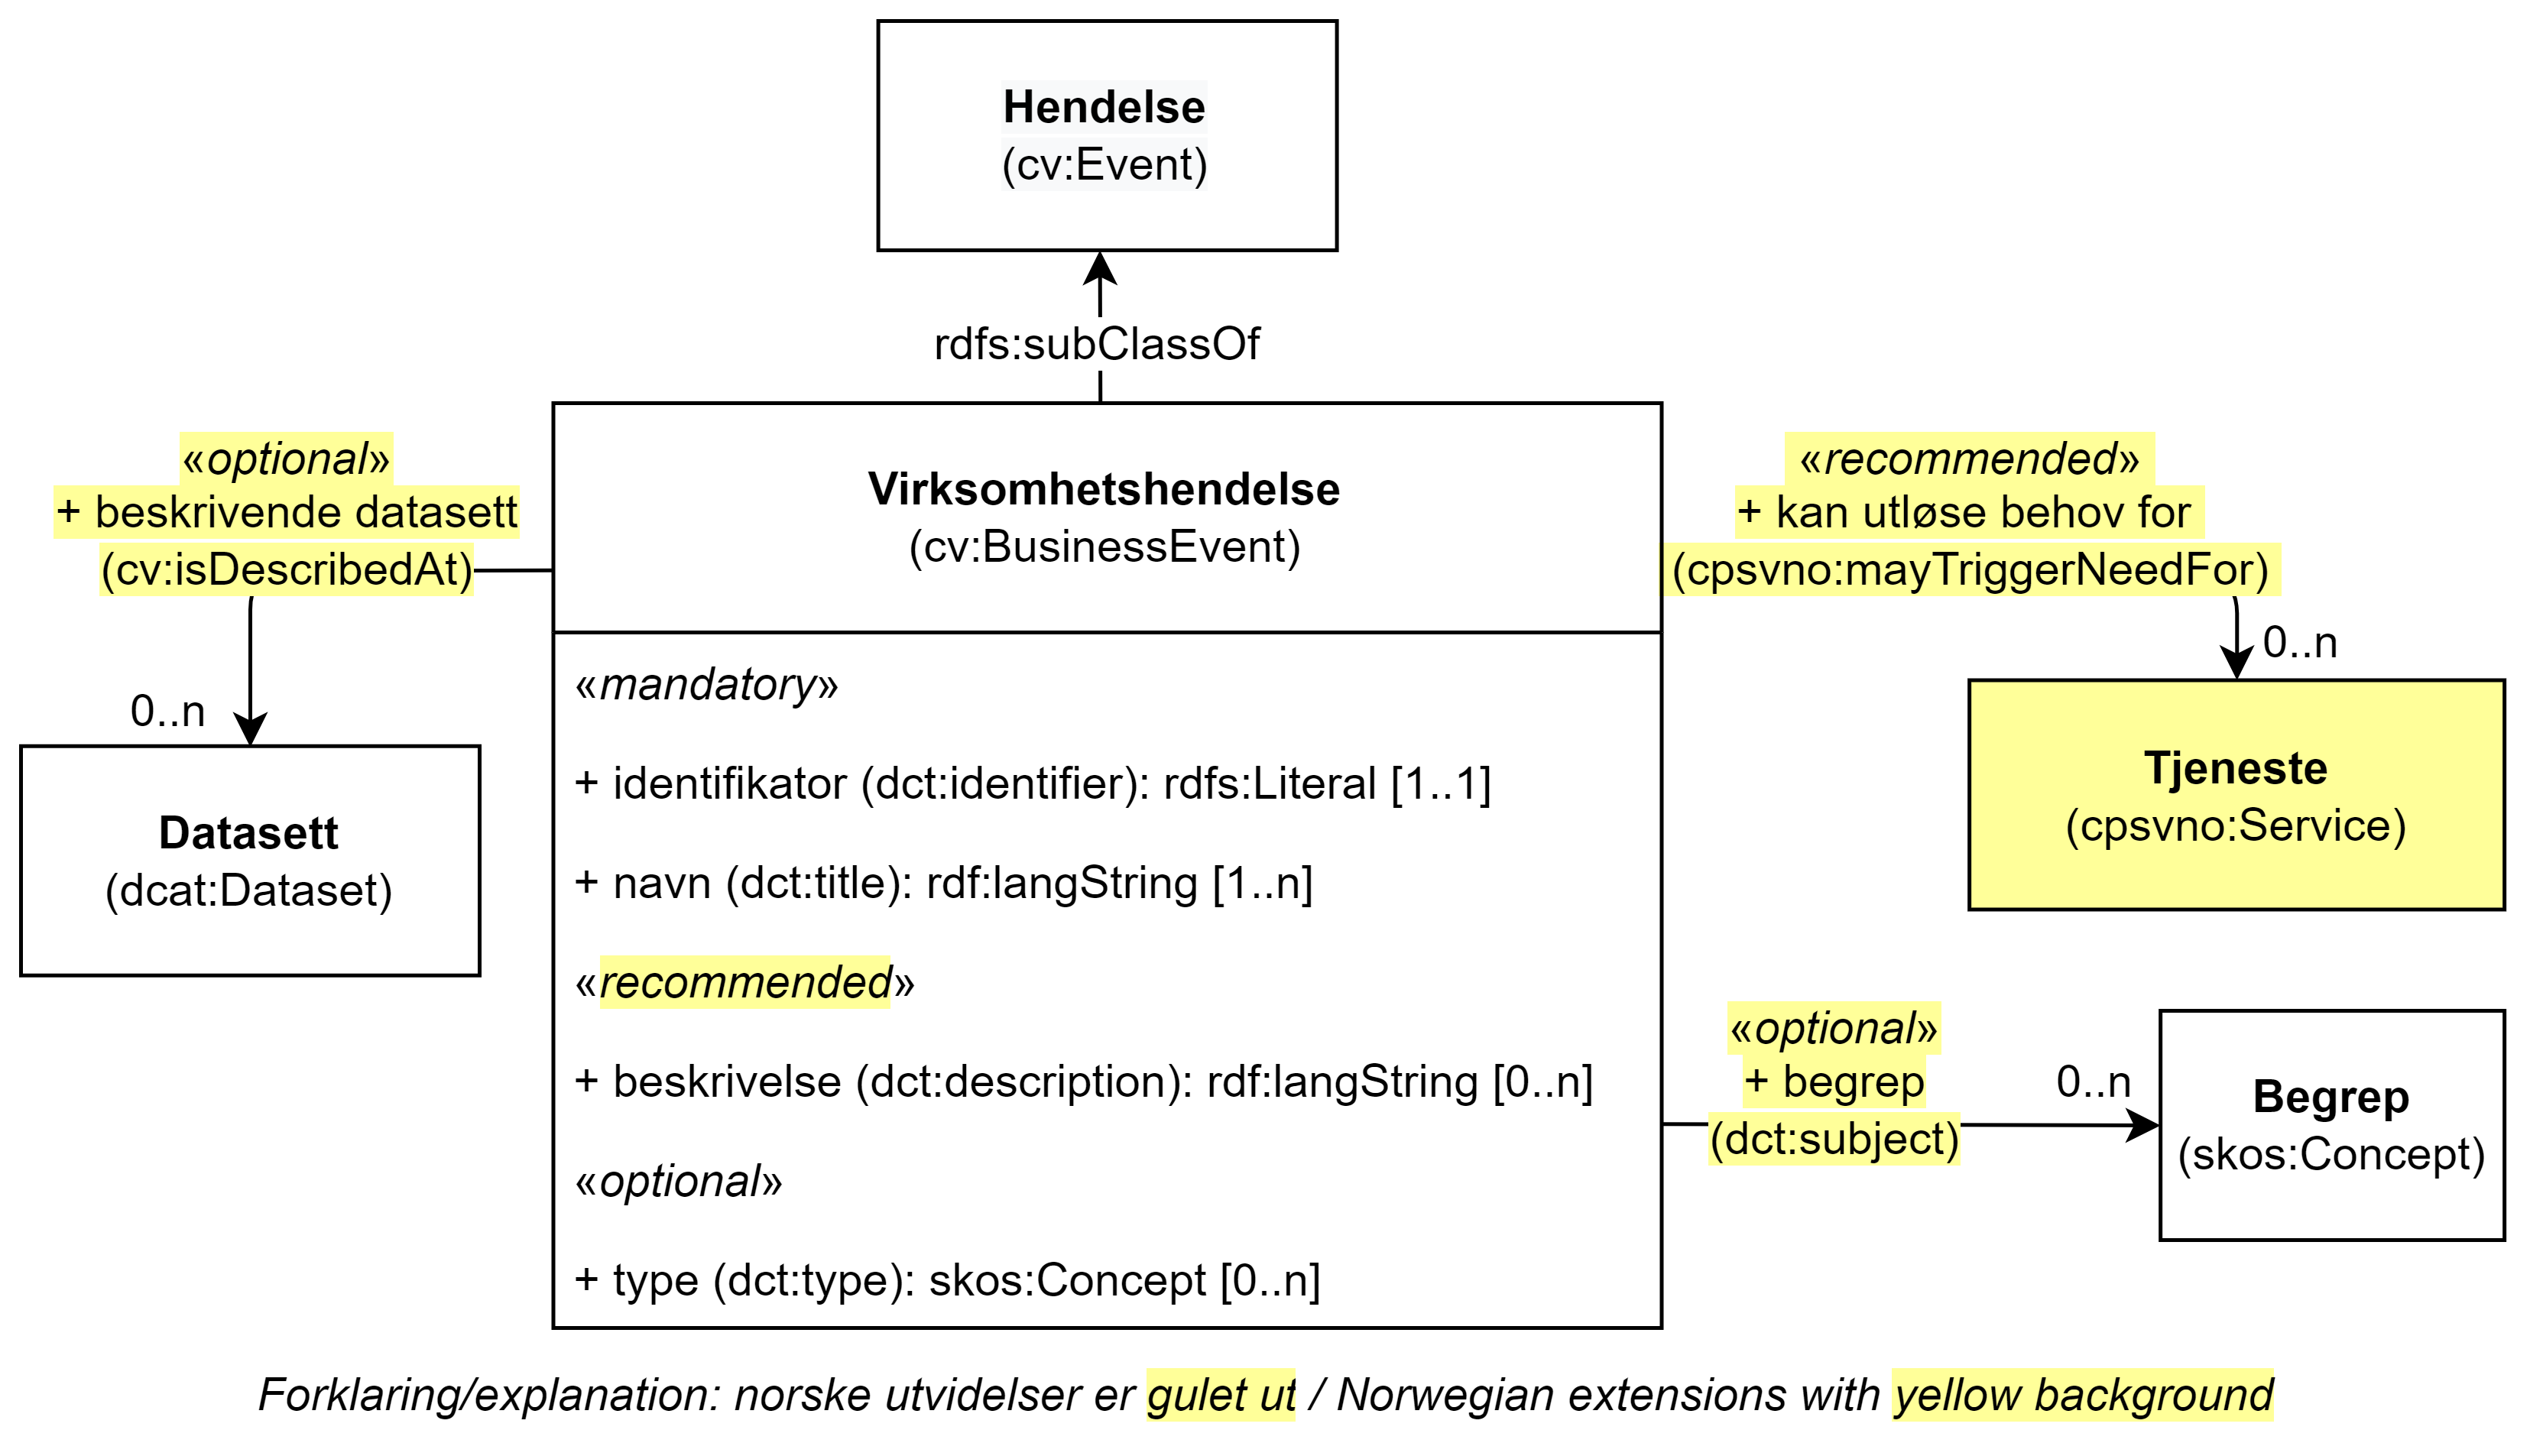 Hendelse
(cv:Event)
rdfs:subClassOf
«optional»
+ beskrivende datasett
(cv:isDescribedAt)
0..n
Datasett
(dcat:Dataset)
Virksomhetshendelse
(cv:BusinessEvent)
«mandatory»
+ identifikator (dct:identifier): rdfs:Literal [1..1]
+ navn (dct:title): rdf:langString [1..n]
«recommended»
+ beskrivelse (dct:description): rdf:langString [0..n]
«optional»
+ type (dct:type): skos:Concept [0..n]
«recommended»
+ kan utløse behov for
(cpsvno:mayTriggerNeedFor)
0..n
Tjeneste
(cpsvno:Service)
«optional»
+ begrep
(dct:subject)
0..n
Begrep
(skos:Concept)
Forklaring/explanation: norske utvidelser er gulet ut / Norwegian extensions with yellow background